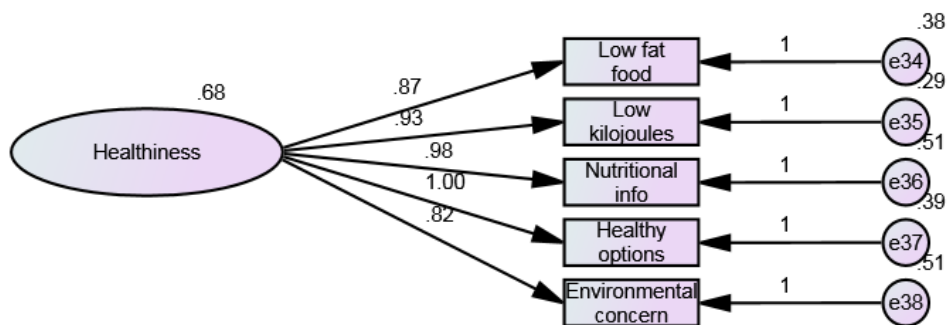 .38
Low fat
food
1
e34
.87
.29
.68
.93
Low
kilojoules
1
e35
.51
Healthiness
.98
Nutritional
info
1
e36
.39
1.00
Healthy
options
1
e37
.51
.82
Environmental
concern
1
e38